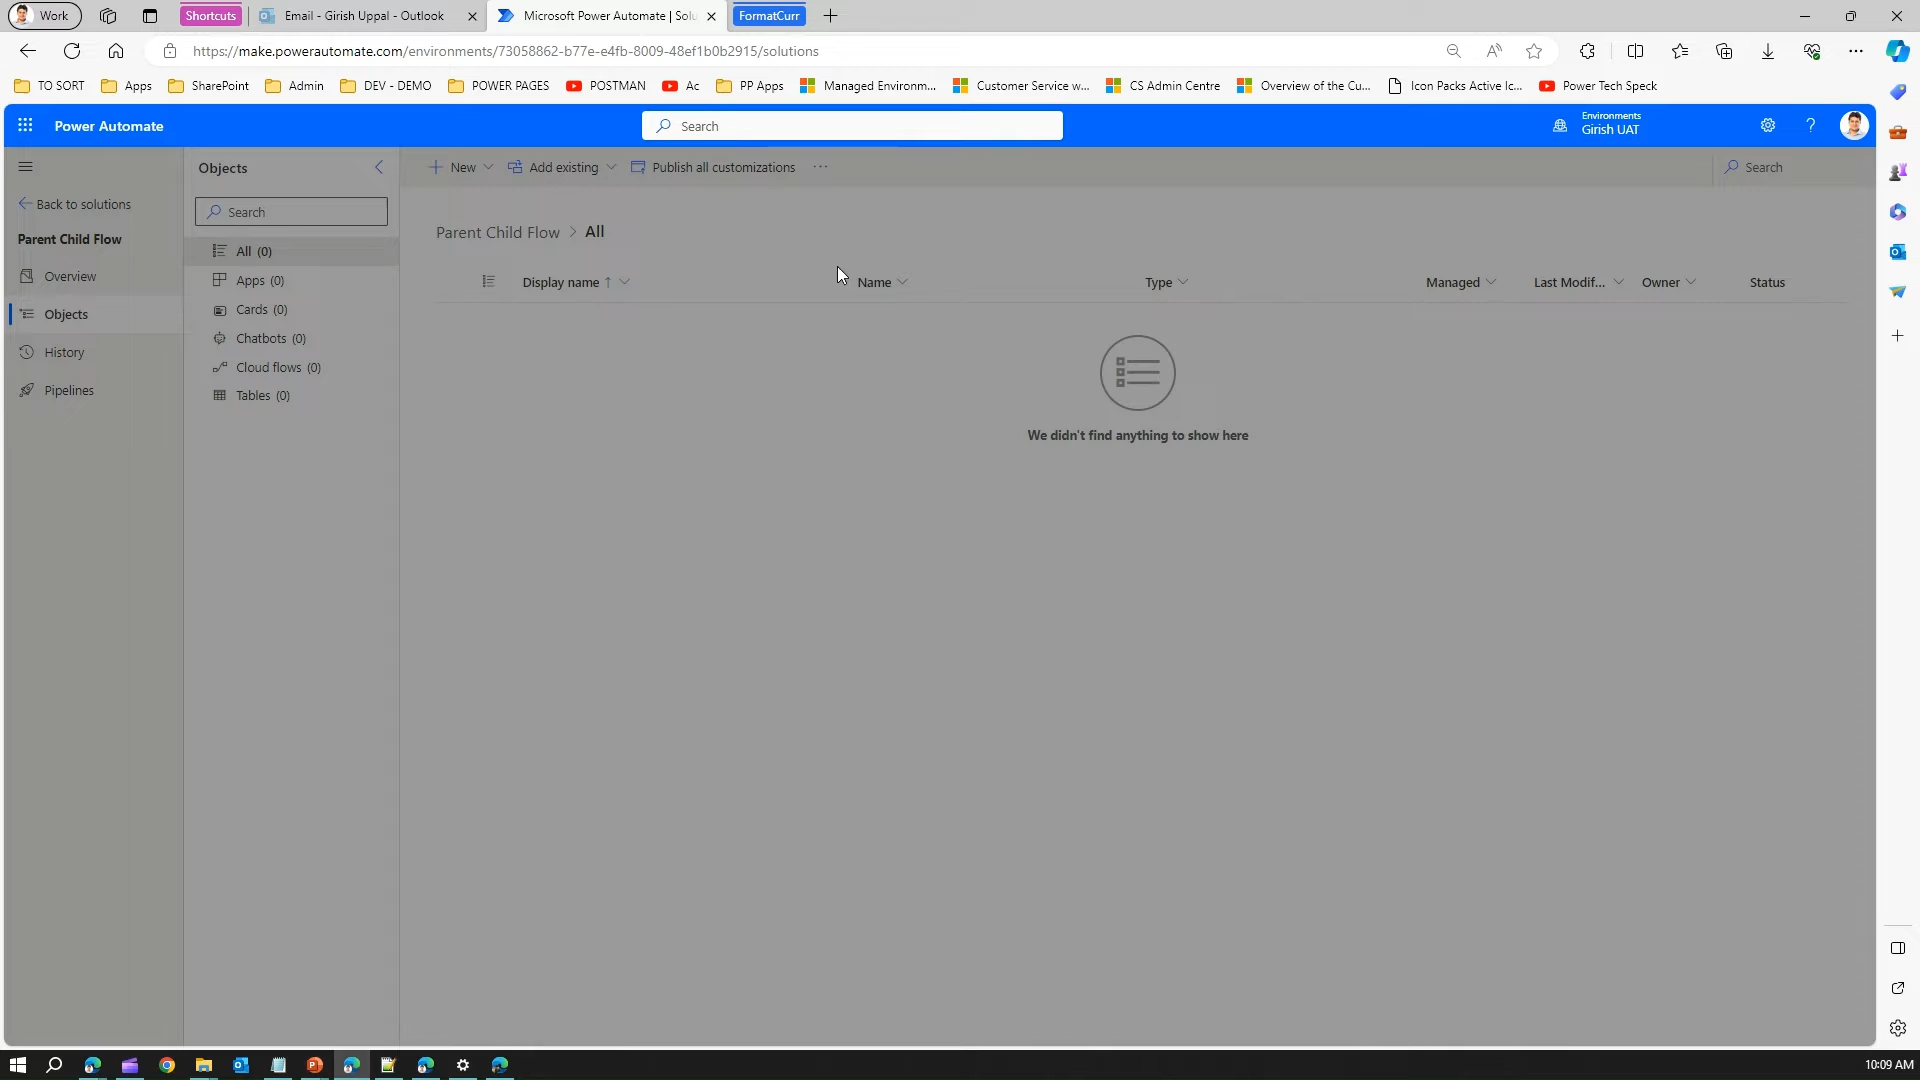 Work
Shortcuts
Email - Girish Uppal - Outlook
Microsoft Power Automate | Solu
FormatCurr
https://make.powerautomate.com/environments/73058862-b77e-e4fb-8009-48ef1b0b2915/solutions
TO SORT
Apps
SharePoint
Admin
DEV - DEMO
POWER PAGES
POSTMAN
Ac
PP Apps
Managed Environm...
Customer Service w...
CS Admin Centre
Overview of the Cu...
Icon Packs Active Ic...
Power Tech Speck
Power Automate
Search
Environments
Girish UAT
Objects
New
Add existing
Publish all customizations
Search
Back to solutions
Search
Parent Child Flow
Overview
Objects
History
Pipelines
All (0)
Apps (0)
Cards (0)
Chatbots (0)
Cloud flows (0)
Tables (0)
Parent Child Flow > All
Display name ↑
Name
Type
Managed
Last Modif...
Owner
Status
We didn't find anything to show here
10:09 AM